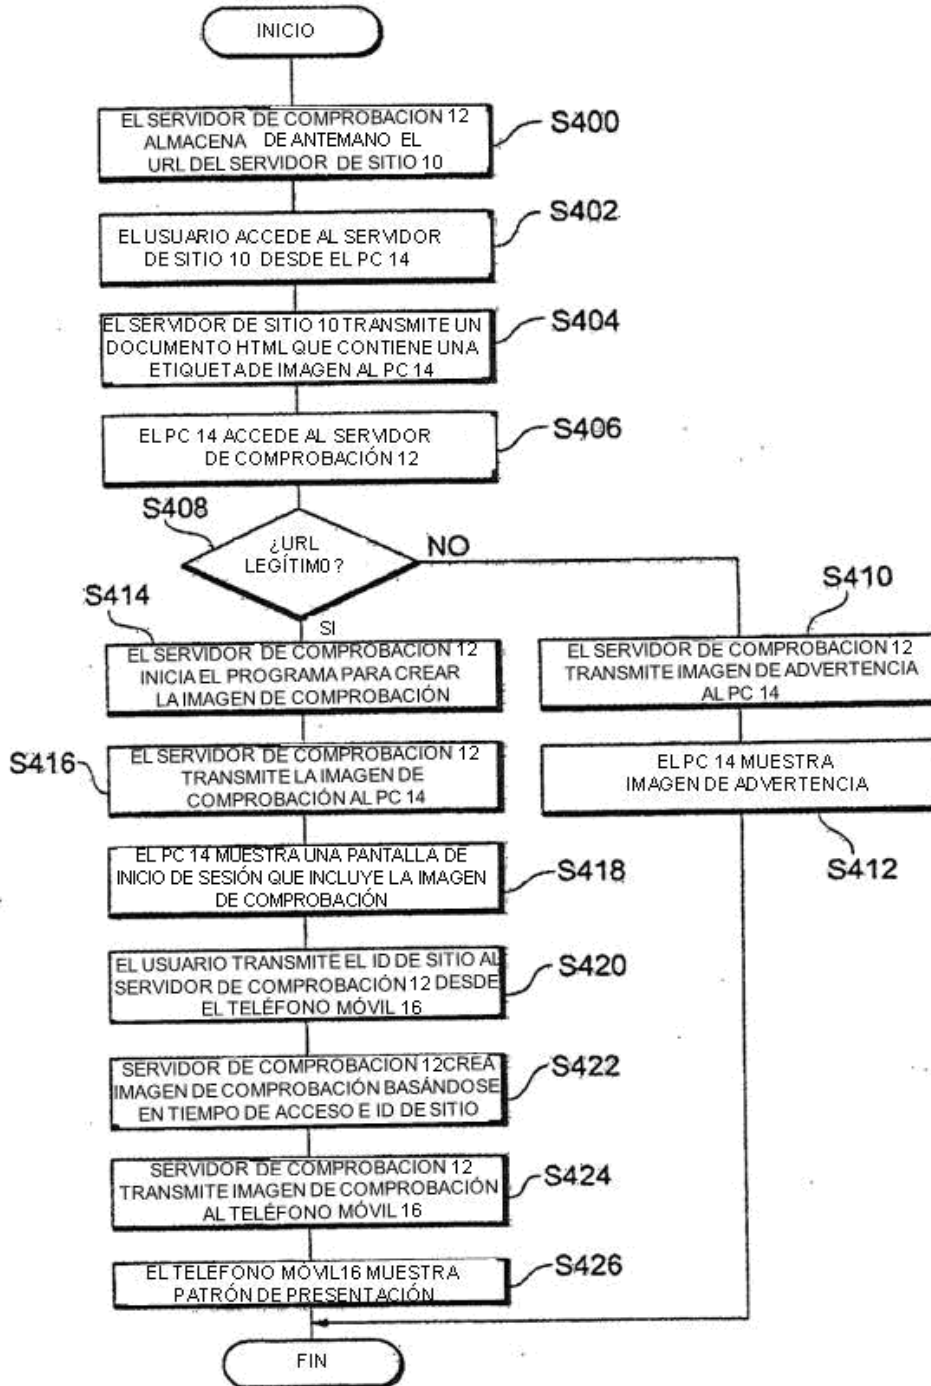 INICIO
EL SERVIDOR DE COMPROBACION 12
ALMACENA DE ANTEMANO EL
URL DEL SERVIDOR DE SITIO 10
S400
EL USUARIO ACCEDE AL SERVIDOR
DE SITIO 10 DESDE EL PC 14
S402
EL SERVIDOR DE SITIO 10 TRANSMITE UN
DOCUMENTO HTML QUE CONTIENE UNA
ETIQUETA DE IMAGEN AL PC 14
S404
EL PC 14 ACCEDE AL SERVIDOR
DE COMPROBACIÓN 12
S406
S408
¿URL
LEGÍTIMO?
NO
SI
S410
EL SERVIDOR DE COMPROBACION 12
TRANSMITE IMAGEN DE ADVERTENCIA
AL PC 14
EL PC 14 MUESTRA
IMAGEN DE ADVERTENCIA
S412
S414
EL SERVIDOR DE COMPROBACION 12
INICIA EL PROGRAMA PARA CREAR
LA IMAGEN DE COMPROBACIÓN
S416
EL SERVIDOR DE COMPROBACION 12
TRANSMITE LA IMAGEN DE
COMPROBACIÓN AL PC 14
EL PC 14 MUESTRA UNA PANTALLA DE
INICIO DE SESIÓN QUE INCLUYE LA IMAGEN
DE COMPROBACIÓN
S418
EL USUARIO TRANSMITE EL ID DE SITIO AL
SERVIDOR DE COMPROBACIÓN 12 DESDE
EL TELÉFONO MÓVIL 16
S420
SERVIDOR DE COMPROBACION 12 CREA
IMAGEN DE COMPROBACIÓN BASÁNDOSE
EN TIEMPO DE ACCESO E ID DE SITIO
S422
SERVIDOR DE COMPROBACION 12
TRANSMITE IMAGEN DE COMPROBACIÓN
AL TELÉFONO MÓVIL 16
S424
EL TELEFONO MÓVIL 16 MUESTRA
PATRÓN DE PRESENTACIÓN
S426
FIN